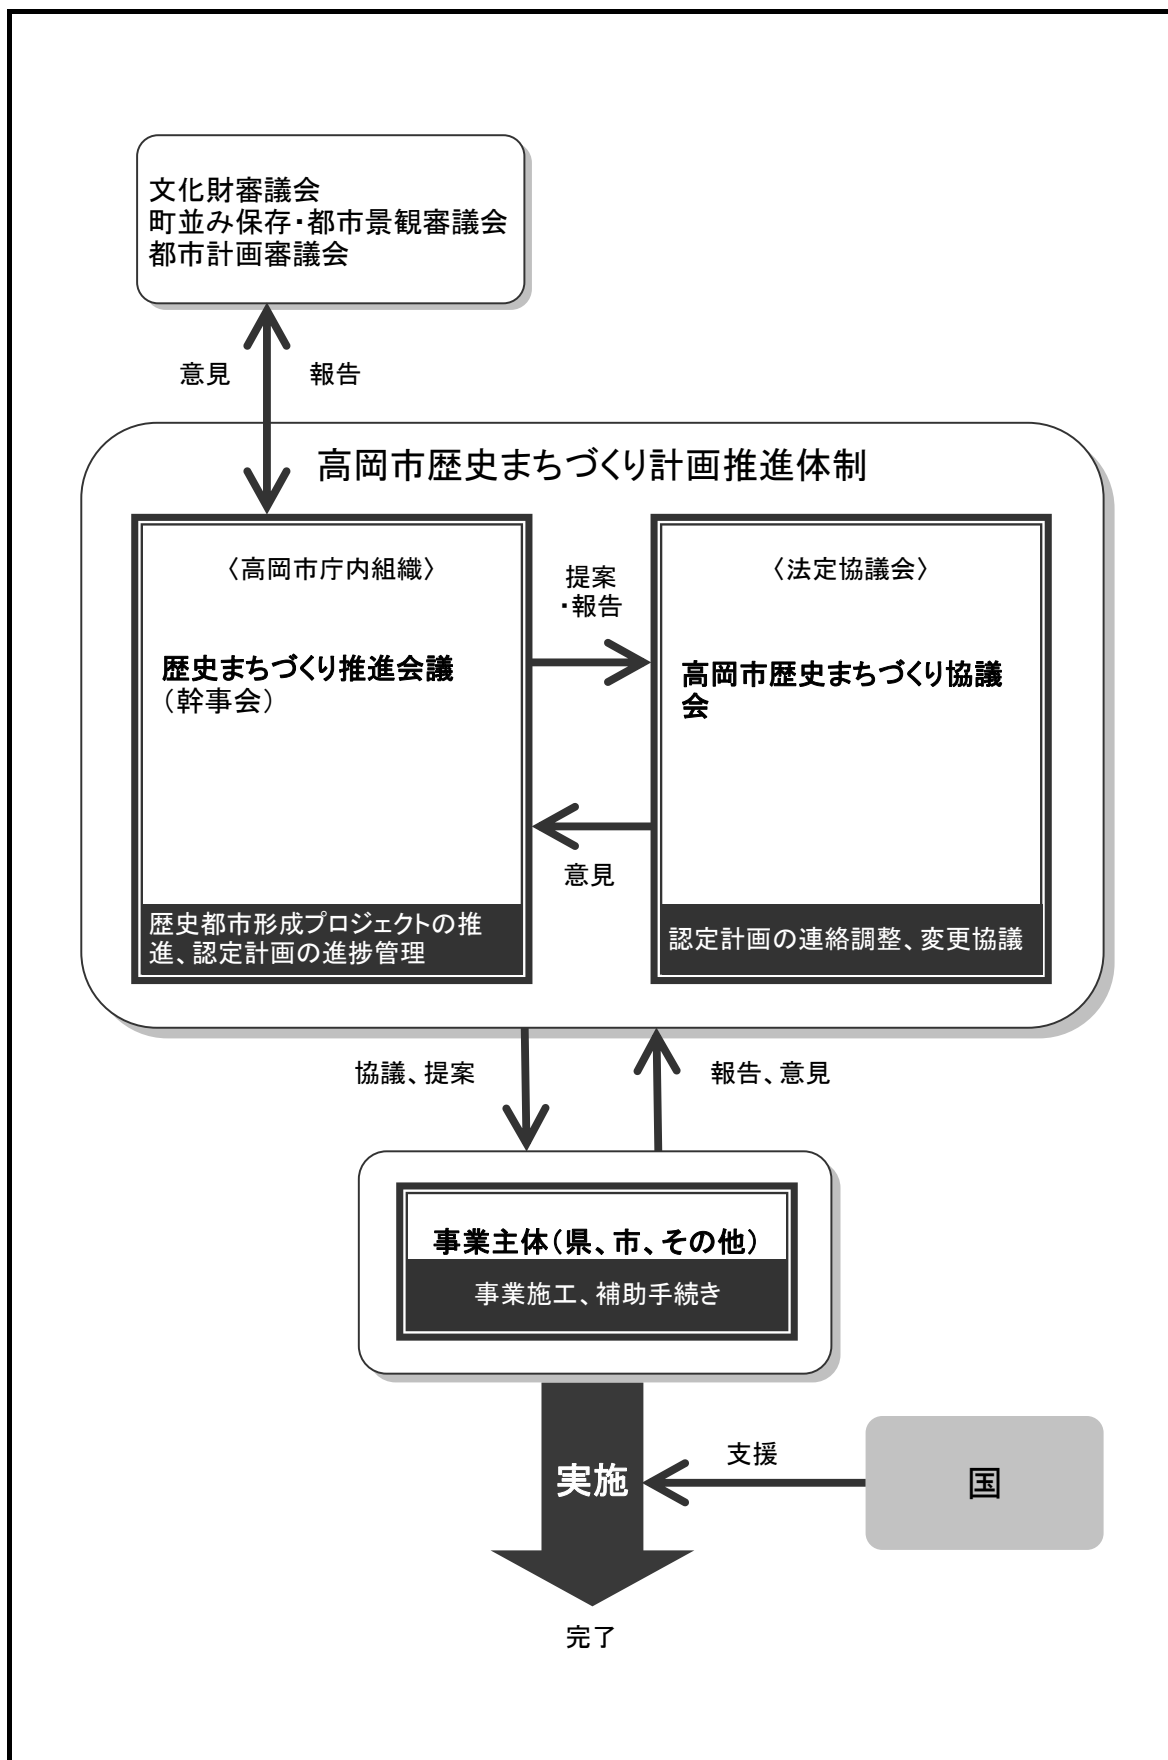 文化財審議会
町並み保存・都市景観審議会
都市計画審議会
意見
報告
高岡市歴史まちづくり計画推進体制
〈高岡市庁内組織〉
歴史まちづくり推進会議
(幹事会)
歴史都市形成プロジェクトの推
進、認定計画の進捗管理
提案
・報告
意見
〈法定協議会〉
高岡市歴史まちづくり協議
会
認定計画の連絡調整、変更協議
協議、提案
報告、意見
事業主体(県、市、その他)
事業施工、補助手続き
実施
支援
国
完了